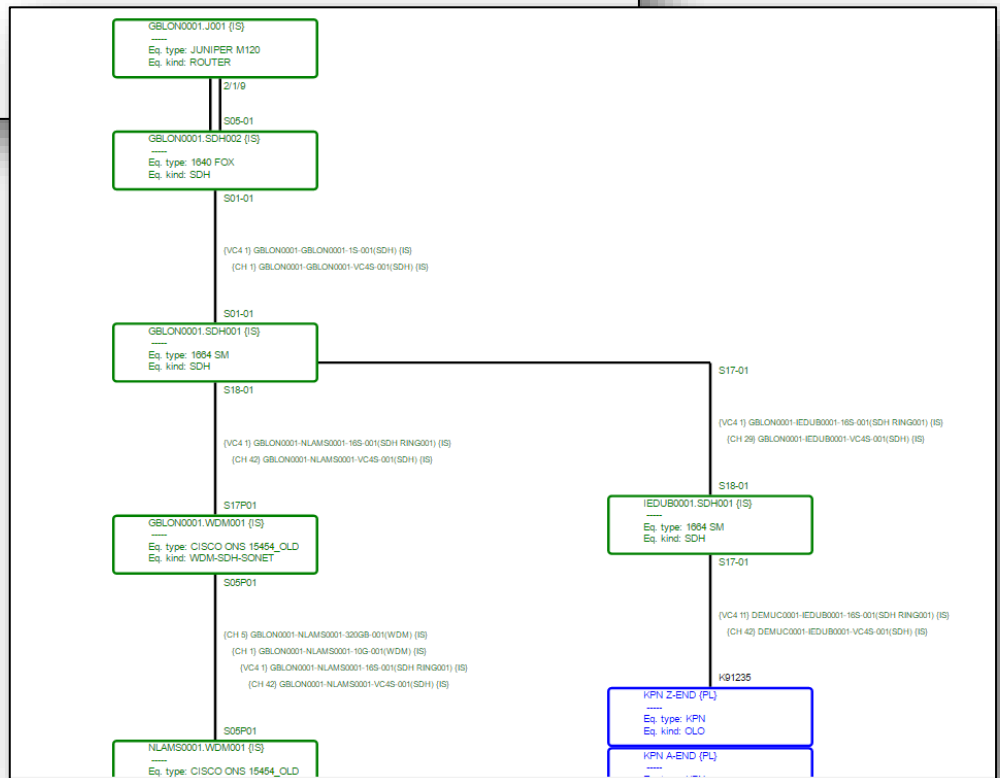 GBLON0001.J001 {IS}
-----
Eq. type: JUNIPER M120
Eq. kind: ROUTER
2/1/9
S05-01
GBLON0001.SDH002 {IS}
-----
Eq. type: 1640 FOX
Eq. kind: SDH
S01-01
{VC4 1} GBLON0001-GBLON0001-1S-001(SDH) {IS}
{CH 1} GBLON0001-GBLON0001-VC4S-001(SDH) {IS}
S01-01
GBLON0001.SDH001 {IS}
-----
Eq. type: 1664 SM
Eq. kind: SDH
S18-01
{VC4 1} GBLON0001-NLAMS0001-16S-001(SDH RING001) {IS}
{CH 42} GBLON0001-NLAMS0001-VC4S-001(SDH) {IS}
S17P01
GBLON0001.WDM001 {IS}
-----
Eq. type: CISCO ONS 15454_OLD
Eq. kind: WDM-SDH-SONET
S05P01
{CH 5} GBLON0001-NLAMS0001-320GB-001(WDM) {IS}
{CH 1} GBLON0001-NLAMS0001-10G-001(WDM) {IS}
{VC4 1} GBLON0001-NLAMS0001-16S-001(SDH RING001) {IS}
{CH 42} GBLON0001-NLAMS0001-VC4S-001(SDH) {IS}
S05P01
NLAMS0001.WDM001 {IS}
-----
Eq. type: CISCO ONS 15454_OLD
S17-01
{VC4 1} GBLON0001-IEDUB0001-16S-001(SDH RING001) {IS}
{CH 29} GBLON0001-IEDUB0001-VC4S-001(SDH) {IS}
S18-01
IEDUB0001.SDH001 {IS}
-----
Eq. type: 1664 SM
Eq. kind: SDH
S17-01
{VC4 11} DEMUC0001-IEDUB0001-16S-001(SDH RING001) {IS}
{CH 42} DEMUC0001-IEDUB0001-VC4S-001(SDH) {IS}
K91235
KPN Z-END {PL}
-----
Eq. type: KPN
Eq. kind: OLO
KPN A-END {PL}
-----